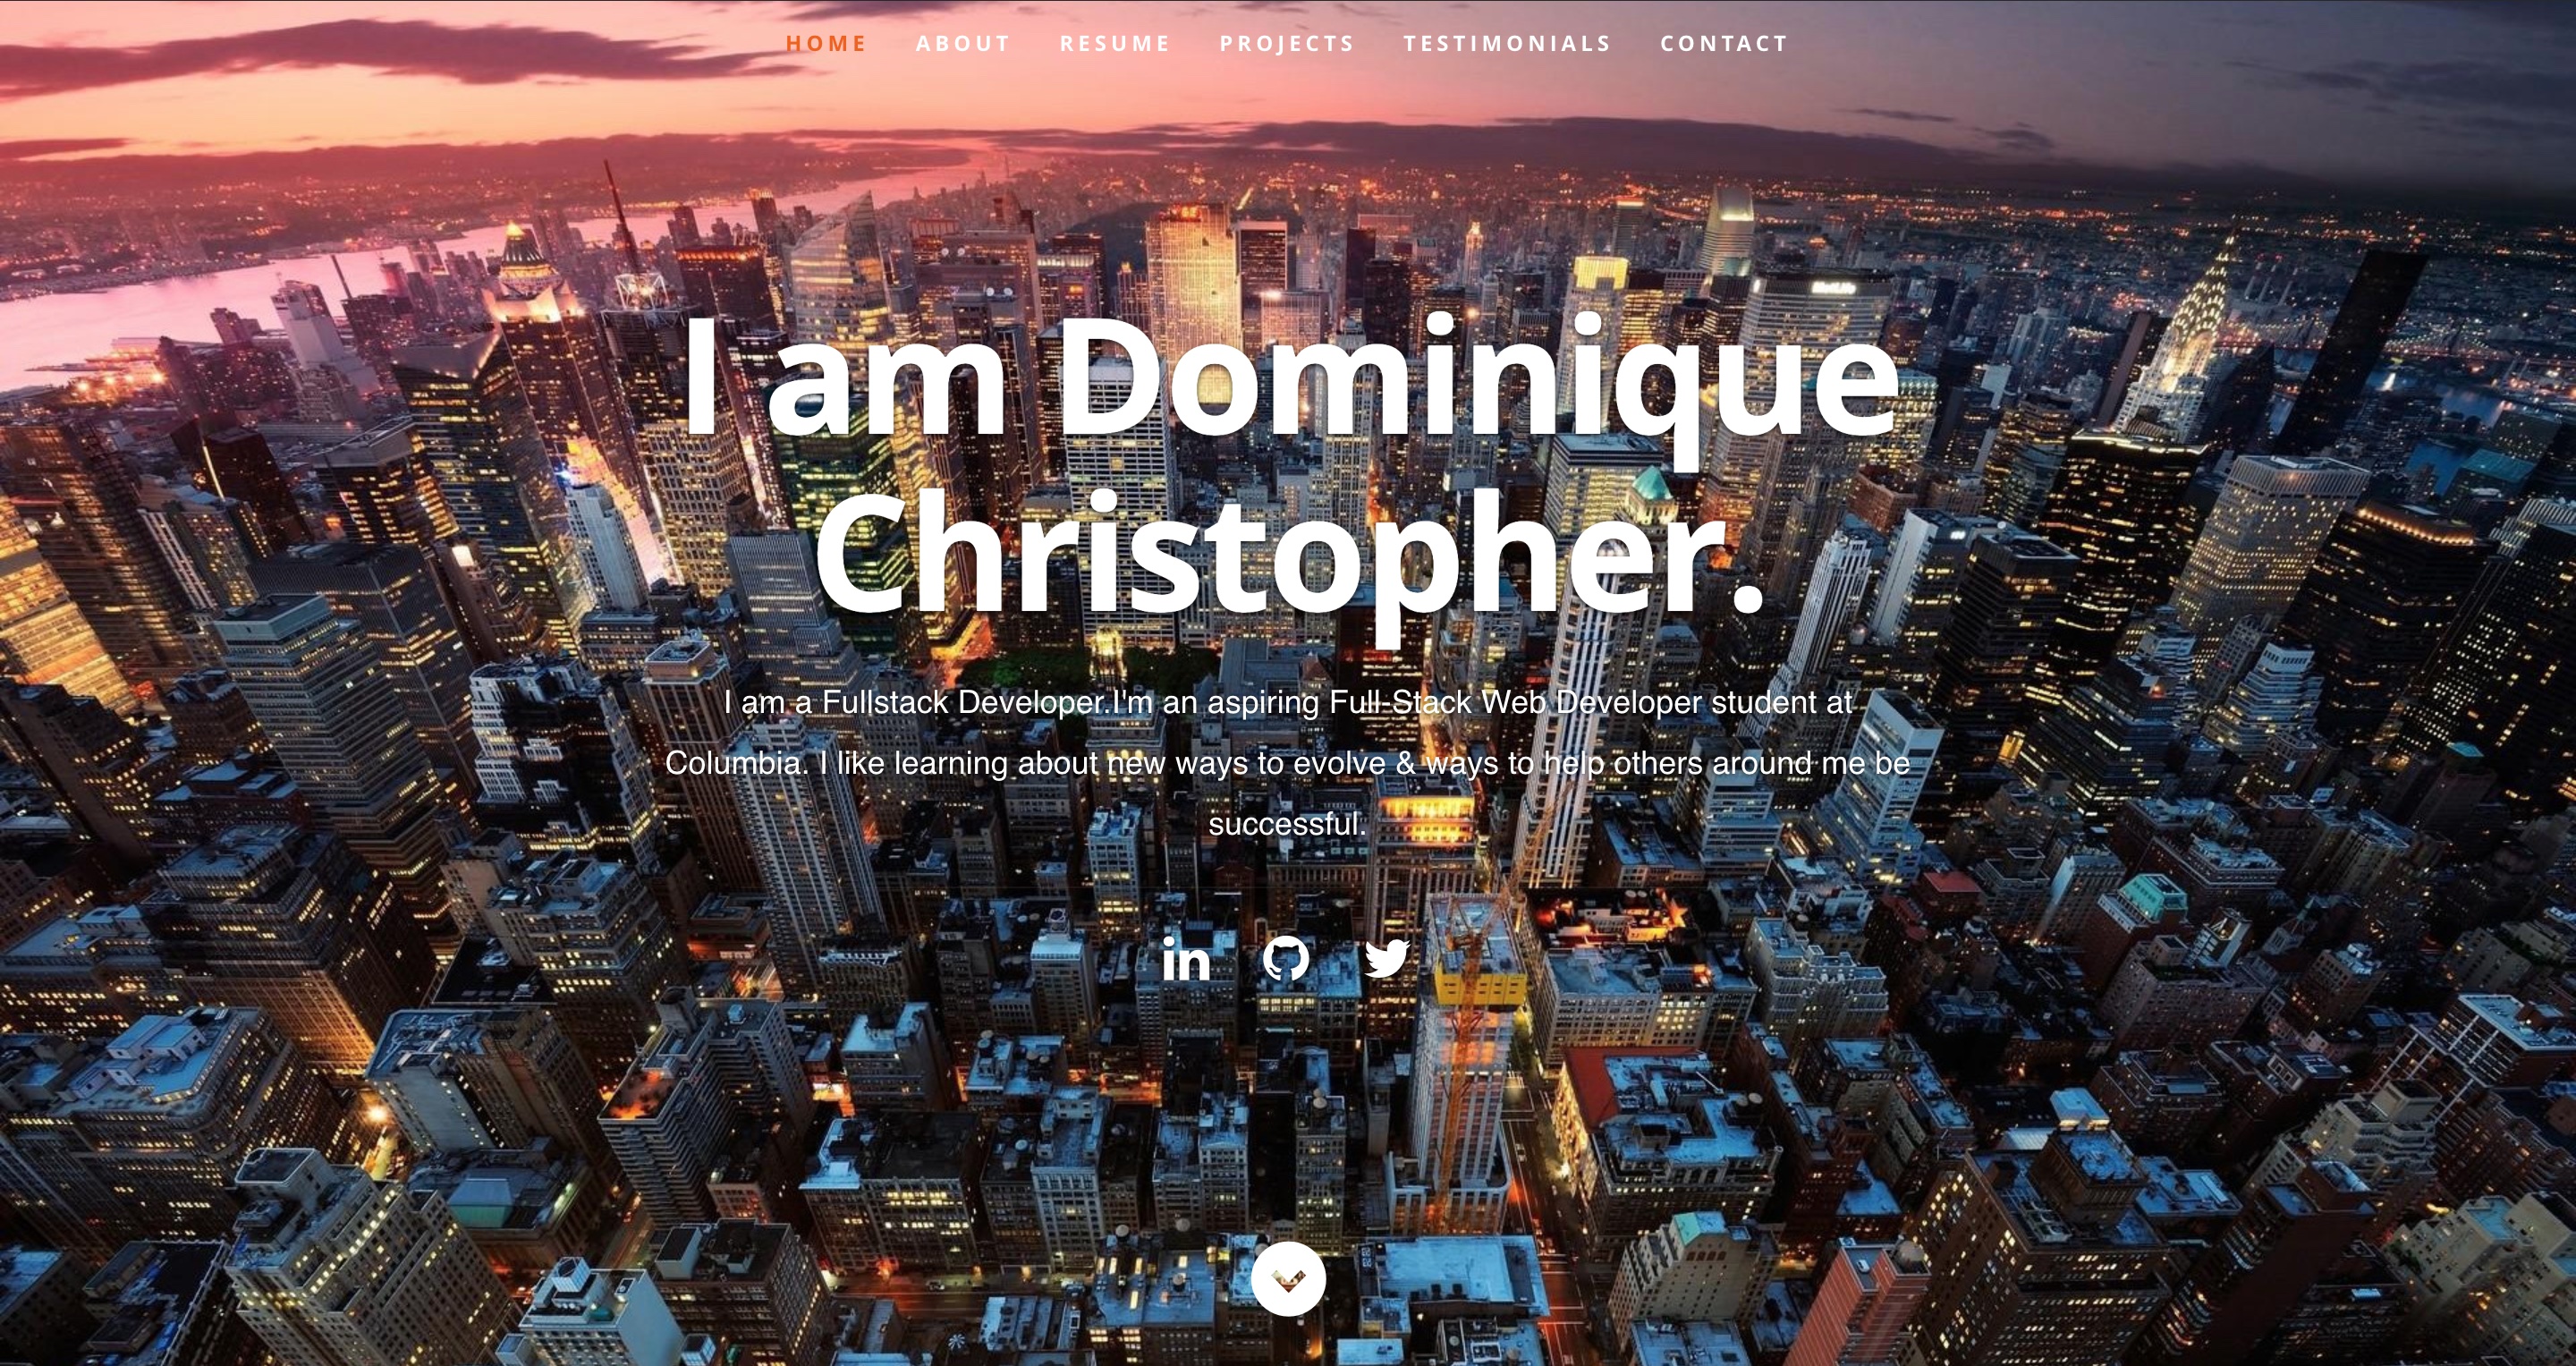 HOME ABOUT RESUME PROJECTS TESTIMONIALS CONTACT
MetLife
I am Dominique
Christopher.
I am a Fullstack Developer.I'm an aspiring Full-Stack Web Developer student at
Columbia. I like learning about new ways to evolve & ways to help others around me be
successful.
in